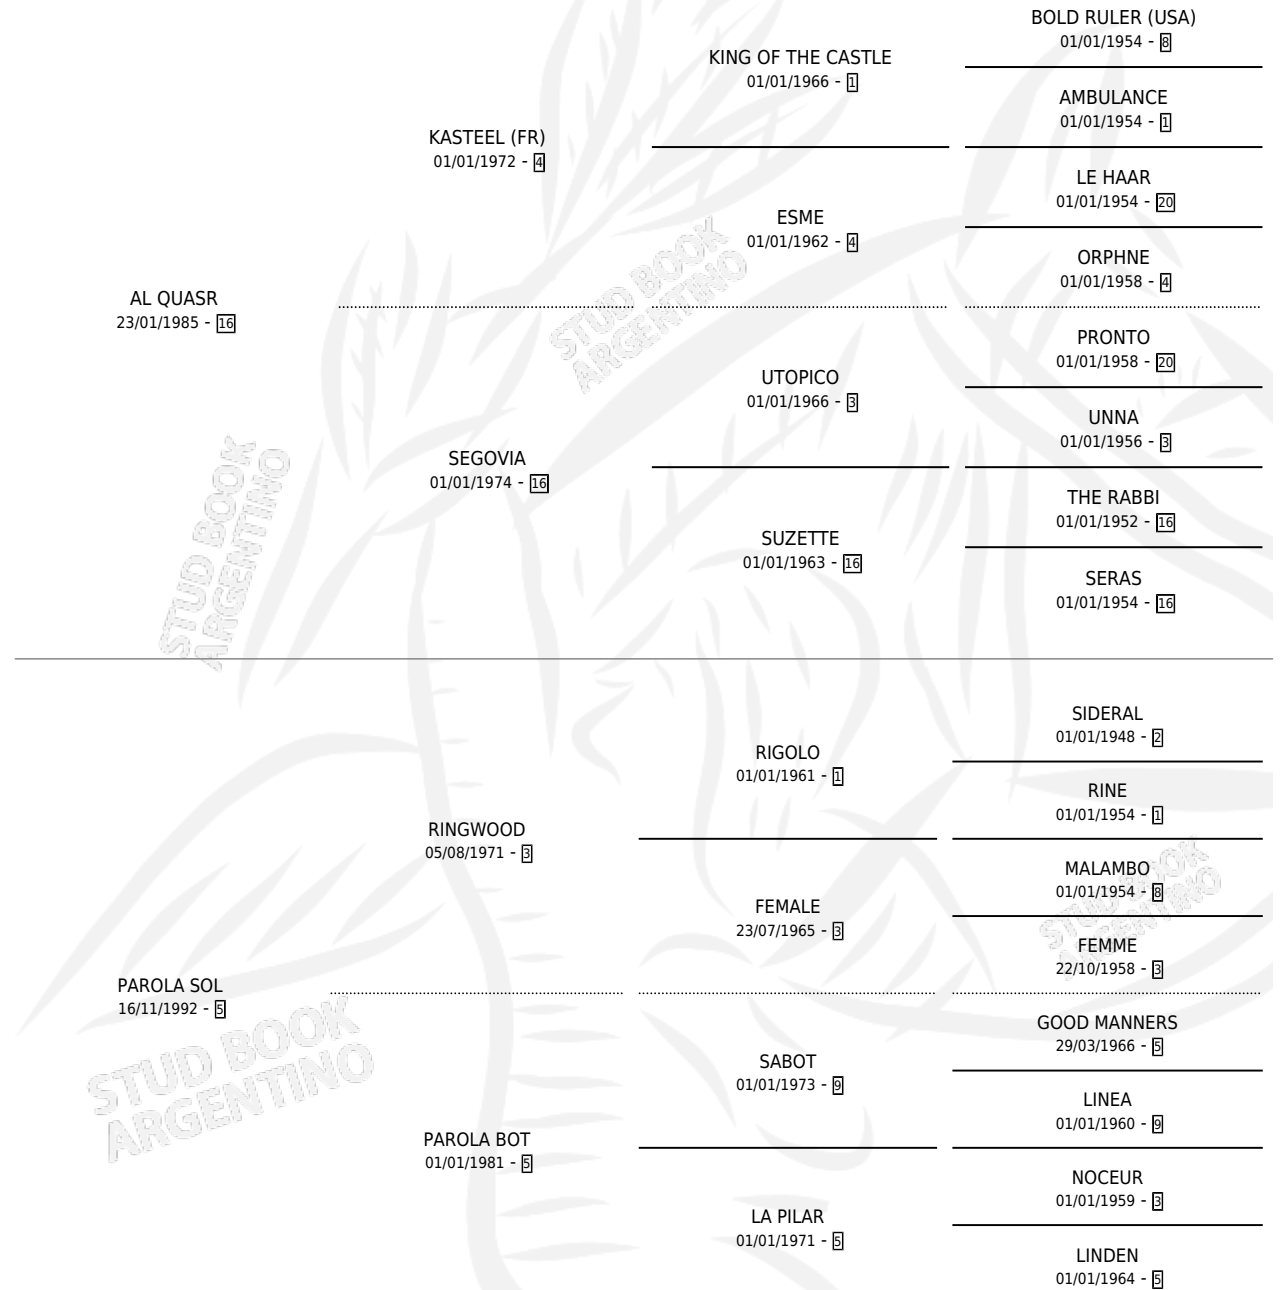 BOLD RULER (USA)
01/01/1954 - 8
KING OF THE CASTLE
01/01/1966 - 1
AMBULANCE
01/01/1954 - 1
KASTEEL (FR)
01/01/1972 - 4
LE HAAR
01/01/1954 - 20
ESME
01/01/1962 - 4
ORPHNE
01/01/1958 - 4
AL QUASR
23/01/1985 - 16
PRONTO
01/01/1958 - 20
UTOPICO
01/01/1966 - 3
UNNA
01/01/1956 - 3
SEGOVIA
01/01/1974 - 16
THE RABBI
01/01/1952 - 16
SUZETTE
01/01/1963 - 16
SERAS
01/01/1954 - 16
SIDERAL
01/01/1948 - 2
RIGOLO
01/01/1961 - 1
RINE
01/01/1954 - 1
RINGWOOD
05/08/1971 - 3
MALAMBO
01/01/1954 - 8
FEMALE
23/07/1965 - 3
FEMME
22/10/1958 - 3
PAROLA SOL
16/11/1992 - 5
GOOD MANNERS
29/03/1966 - 5
SABOT
01/01/1973 - 9
LINEA
01/01/1960 - 9
PAROLA BOT
01/01/1981 - 5
NOCEUR
01/01/1959 - 3
LA PILAR
01/01/1971 - 5
LINDEN
01/01/1964 - 5
STUD BOOK
ARGENTINO
STUD BOOK
ARGENTINO
STUD BOOK
ARGENTINO
STUD BOOK
ARGENTINO